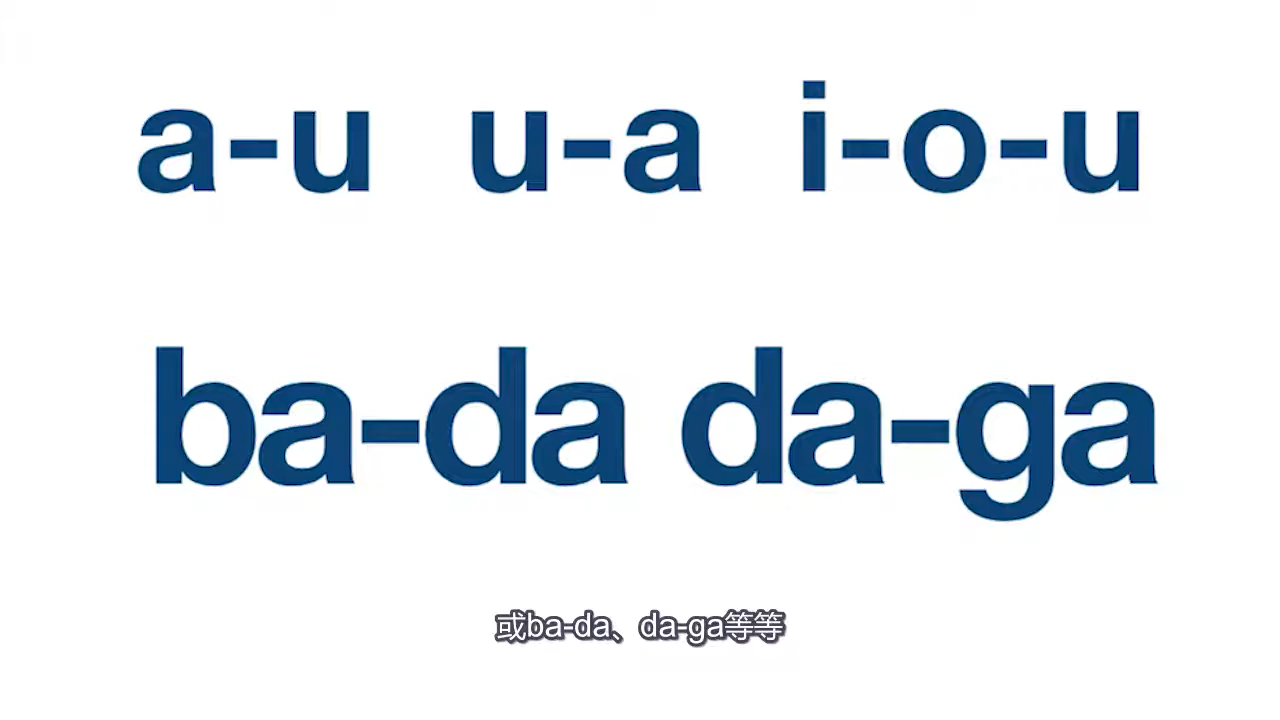 a-u u-a i-o-u
ba-da da-ga
或ba-da、da-ga等等